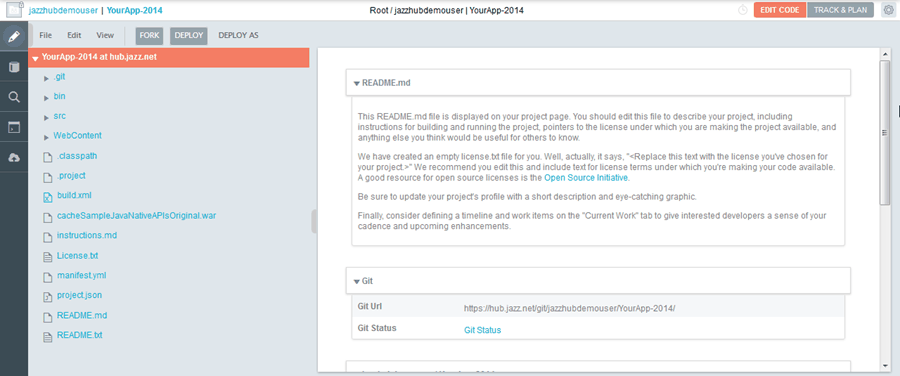 jazzhubdemouser | YourApp-2014
Root / jazzhubdemouser | YourApp-2014
EDIT CODE
TRACK & PLAN
File Edit View FORK DEPLOY DEPLOY AS
YourApp-2014 at hub.jazz.net
.git
bin
src
WebContent
.classpath
.project
build.xml
cacheSampleJavaNativeAPIsOriginal.war
instructions.md
License.txt
manifest.yml
project.json
README.md
README.txt
README.md
This README.md file is displayed on your project page. You should edit this file to describe your project, including
instructions for building and running the project, pointers to the license under which you are making the project available, and
anything else you think would be useful for others to know.
We have created an empty license.txt file for you. Well, actually, it says, "<Replace this text with the license you've chosen for
your project.>" We recommend you edit this and include text for license terms under which you're making your code available.
A good resource for open source licenses is the Open Source Initiative.
Be sure to update your project's profile with a short description and eye-catching graphic.
Finally, consider defining a timeline and work items on the "Current Work" tab to give interested developers a sense of your
cadence and upcoming enhancements.
Git
Git Url https://hub.jazz.net/git/jazzhubdemouser/YourApp-2014/
Git Status Git Status